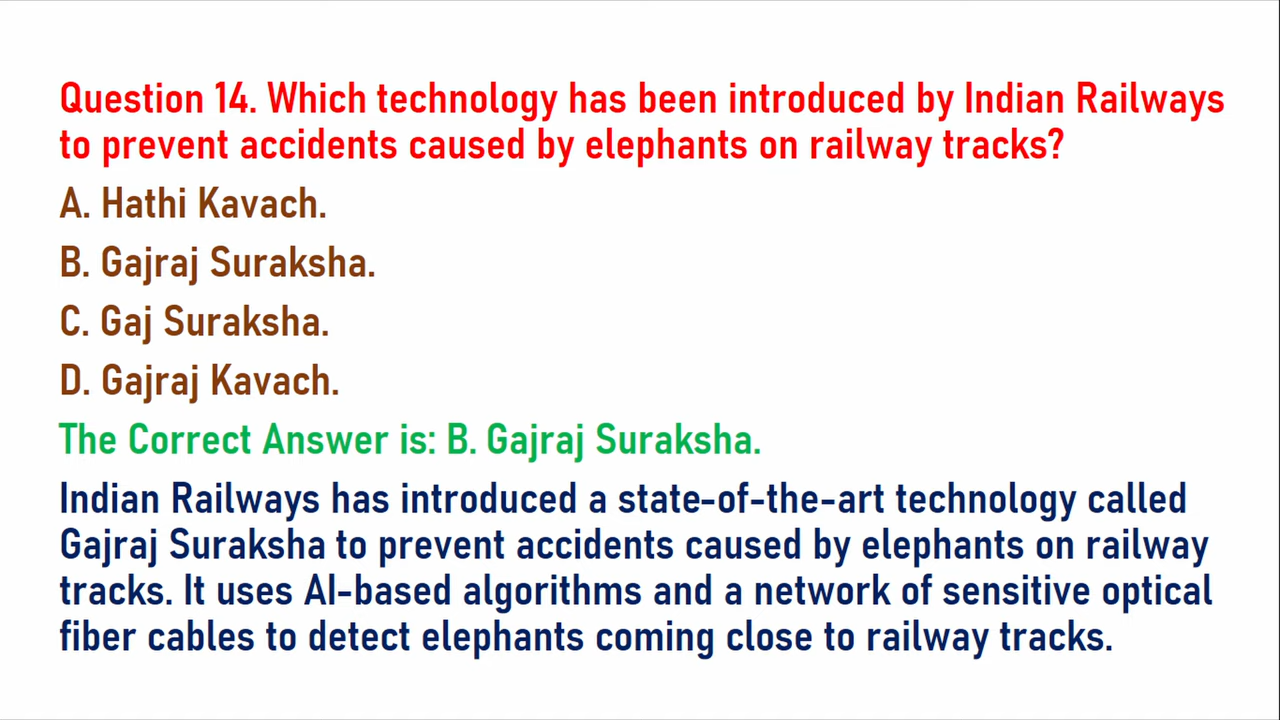 Question 14. Which technology has been introduced by Indian Railways
to prevent accidents caused by elephants on railway tracks?
A. Hathi Kavach.
B. Gajraj Suraksha.
C. Gaj Suraksha.
D. Gajraj Kavach.
The Correct Answer is: B. Gajraj Suraksha.
Indian Railways has introduced a state-of-the-art technology called
Gajraj Suraksha to prevent accidents caused by elephants on railway
tracks. It uses AI-based algorithms and a network of sensitive optical
fiber cables to detect elephants coming close to railway tracks.